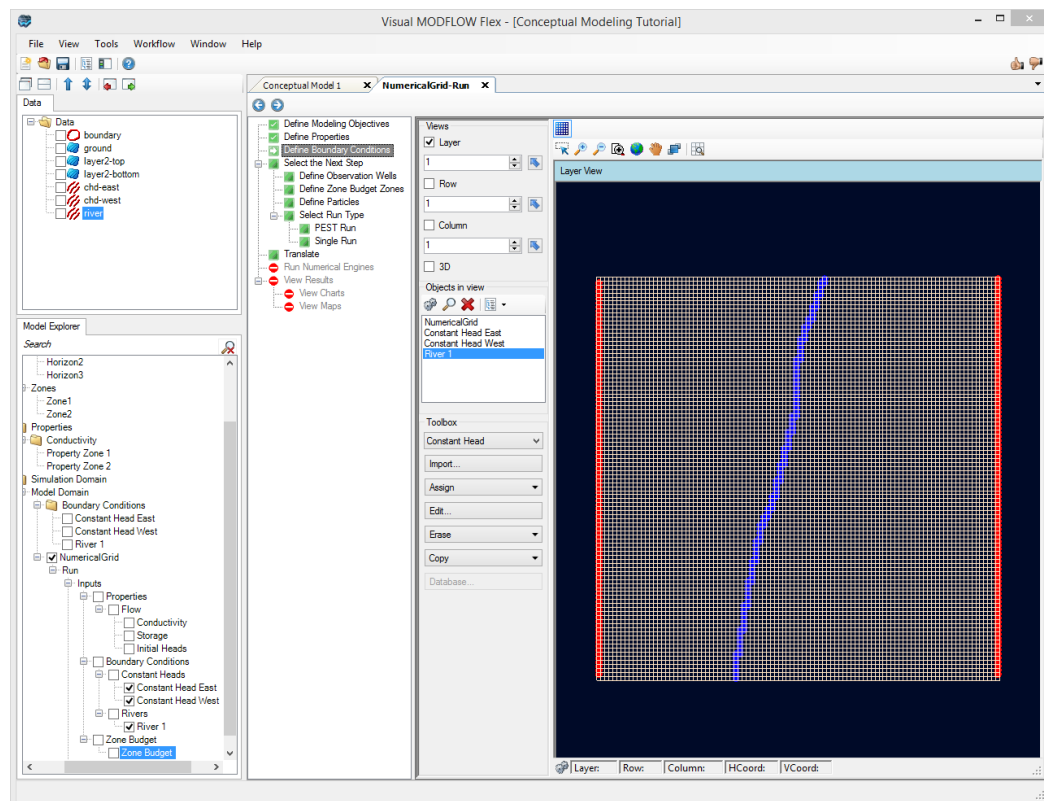 Visual MODFLOW Flex - [Conceptual Modeling Tutorial]
File View Tools Workflow Window Help
Data
Data
boundary
ground
layer2-top
layer2-bottom
chd-east
chd-west
river
Model Explorer
Search
Horizon2
Horizon3
Zones
Zone1
Zone2
Properties
Conductivity
Property Zone 1
Property Zone 2
Simulation Domain
Model Domain
Boundary Conditions
Constant Head East
Constant Head West
River 1
NumericalGrid
Run
Inputs
Properties
Flow
Conductivity
Storage
Initial Heads
Boundary Conditions
Constant Heads
Constant Head East
Constant Head West
Rivers
River 1
Zone Budget
Zone Budget
Conceptual Model 1 X NumericalGrid-Run X
Define Modeling Objectives
Define Properties
Define Boundary Conditions
Select the Next Step
Define Observation Wells
Define Zone Budget Zones
Define Particles
Select Run Type
PEST Run
Single Run
Translate
Run Numerical Engines
View Results
View Charts
View Maps
Views
Layer
1
Row
1
Column
1
3D
Objects in view
NumericalGrid
Constant Head East
Constant Head West
River 1
Toolbox
Constant Head
Import...
Assign
Edit...
Erase
Copy
Database...
Layer View
Layer: Row: Column: HCoord: VCoord: